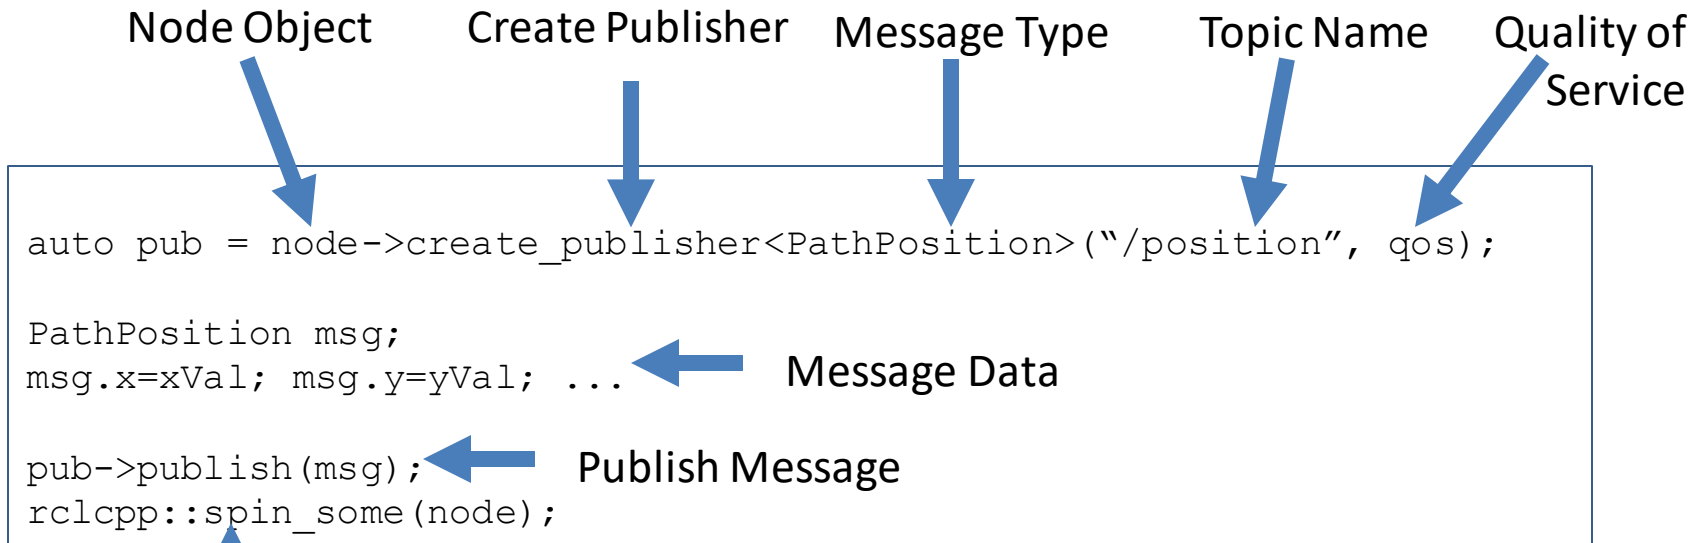 Node Object Create Publisher Message Type Topic Name Quality of
Service
auto pub = node->create_publisher<PathPosition>(“/position”, qos);
PathPosition msg;
msg.x=xVal; msg.y=yVal; ...
Message Data
pub->publish(msg);
Publish Message
rclcpp::spin_some(node);